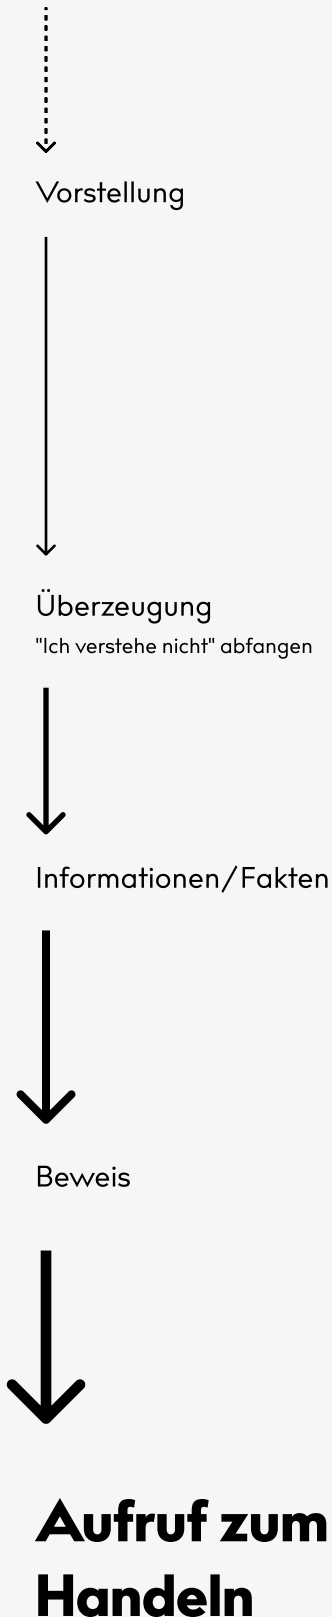 Vorstellung
Überzeugung
"Ich verstehe nicht" abfangen
Informationen/Fakten
Beweis
Aufruf zum
Handeln